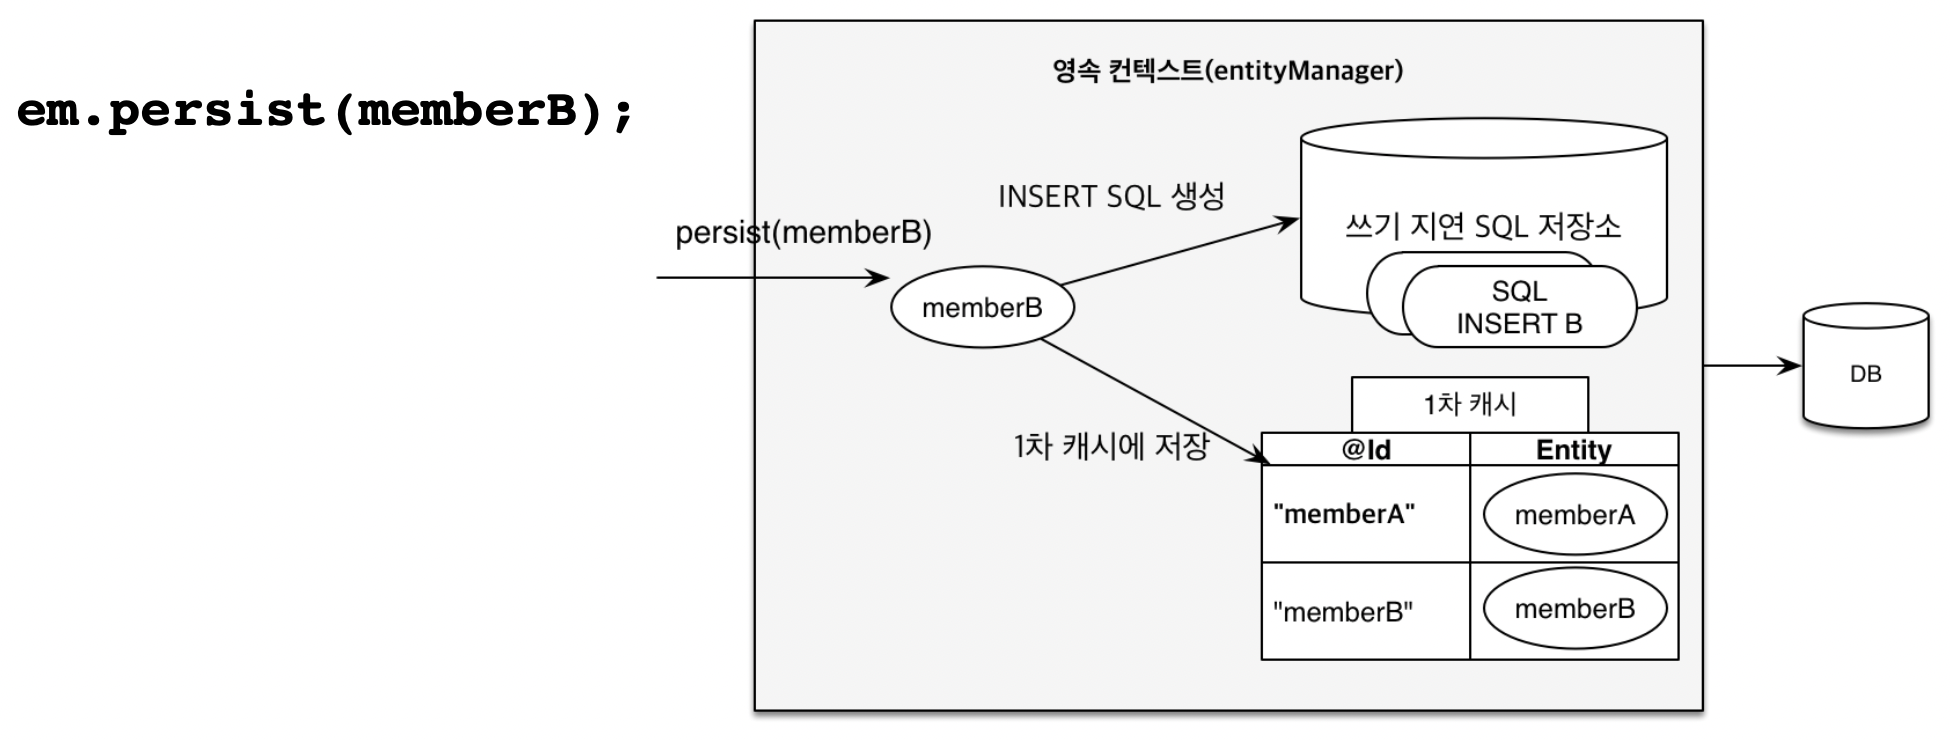 em.persist(memberB);
영속 컨텍스트(entityManager)
persist(memberB)
INSERT SQL 생성
memberB
쓰기 지연 SQL 저장소
SQL
INSERT B
DB
1차 캐시에 저장
1차 캐시
@Id Entity
"memberA" memberA
"memberB" memberB